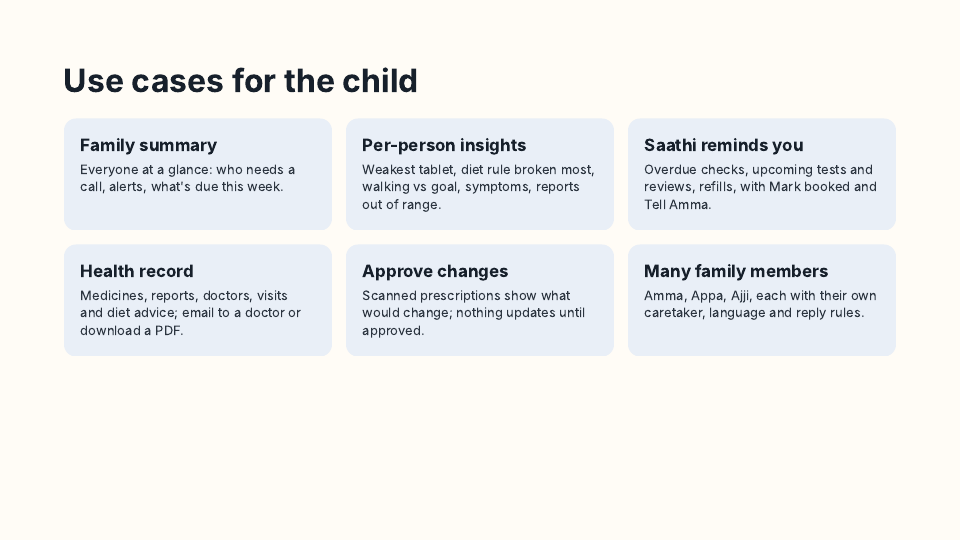 Use cases for the child
Family summary
Everyone at a glance: who needs a
call, alerts, what's due this week.
Per-person insights
Weakest tablet, diet rule broken most,
walking vs goal, symptoms, reports
out of range.
Saathi reminds you
Overdue checks, upcoming tests and
reviews, refills, with Mark booked and
Tell Amma.
Health record
Medicines, reports, doctors, visits
and diet advice; email to a doctor or
download a PDF.
Approve changes
Scanned prescriptions show what
would change; nothing updates until
approved.
Many family members
Amma, Appa, Ajji, each with their own
caretaker, language and reply rules.